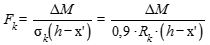 F_k = ΔM / σ_k(h − x') = ΔM / 0,9 · R_k · (h − x')